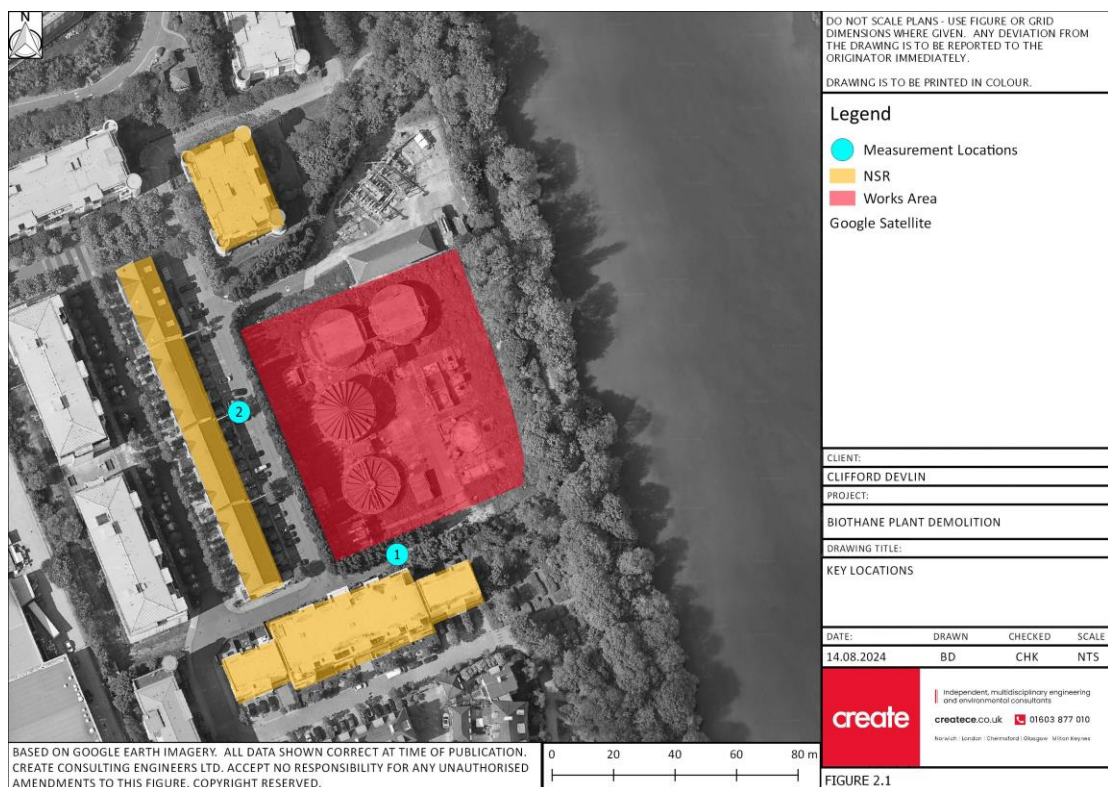 N
2
1
DO NOT SCALE PLANS - USE FIGURE OR GRID
DIMENSIONS WHERE GIVEN. ANY DEVIATION FROM
THE DRAWING IS TO BE REPORTED TO THE
ORIGINATOR IMMEDIATELY.
DRAWING IS TO BE PRINTED IN COLOUR.
Legend
Measurement Locations
NSR
Works Area
Google Satellite
CLIENT:
CLIFFORD DEVLIN
PROJECT:
BIOTHANE PLANT DEMOLITION
DRAWING TITLE:
KEY LOCATIONS
DATE: DRAWN CHECKED SCALE
14.08.2024 BD CHK NTS
create
Independent, multidisciplinary engineering
and environmental consultants
createce.co.uk 01603 877 010
Norwich | London | Chelmsford | Glasgow | Milton Keynes
FIGURE 2.1
BASED ON GOOGLE EARTH IMAGERY. ALL DATA SHOWN CORRECT AT TIME OF PUBLICATION.
CREATE CONSULTING ENGINEERS LTD. ACCEPT NO RESPONSIBILITY FOR ANY UNAUTHORISED
AMENDMENTS TO THIS FIGURE. COPYRIGHT RESERVED.
0 20 40 60 80 m